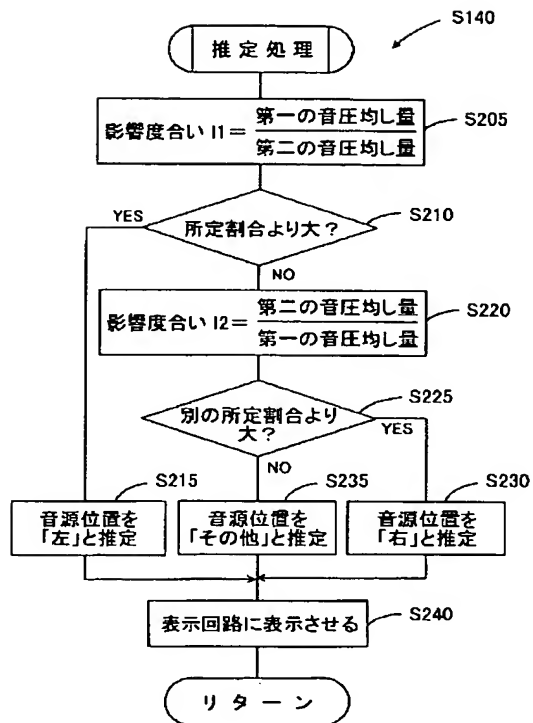 S140
推定処理
影響度合い I1＝ 第一の音圧均し量
第二の音圧均し量
S205
所定割合より大？
S210
YES
NO
影響度合い I2＝ 第二の音圧均し量
第一の音圧均し量
S220
別の所定割合より
大？
S225
YES
NO
S215
音源位置を
「左」と推定
S235
音源位置を
「その他」と推定
S230
音源位置を
「右」と推定
表示回路に表示させる
S240
リターン